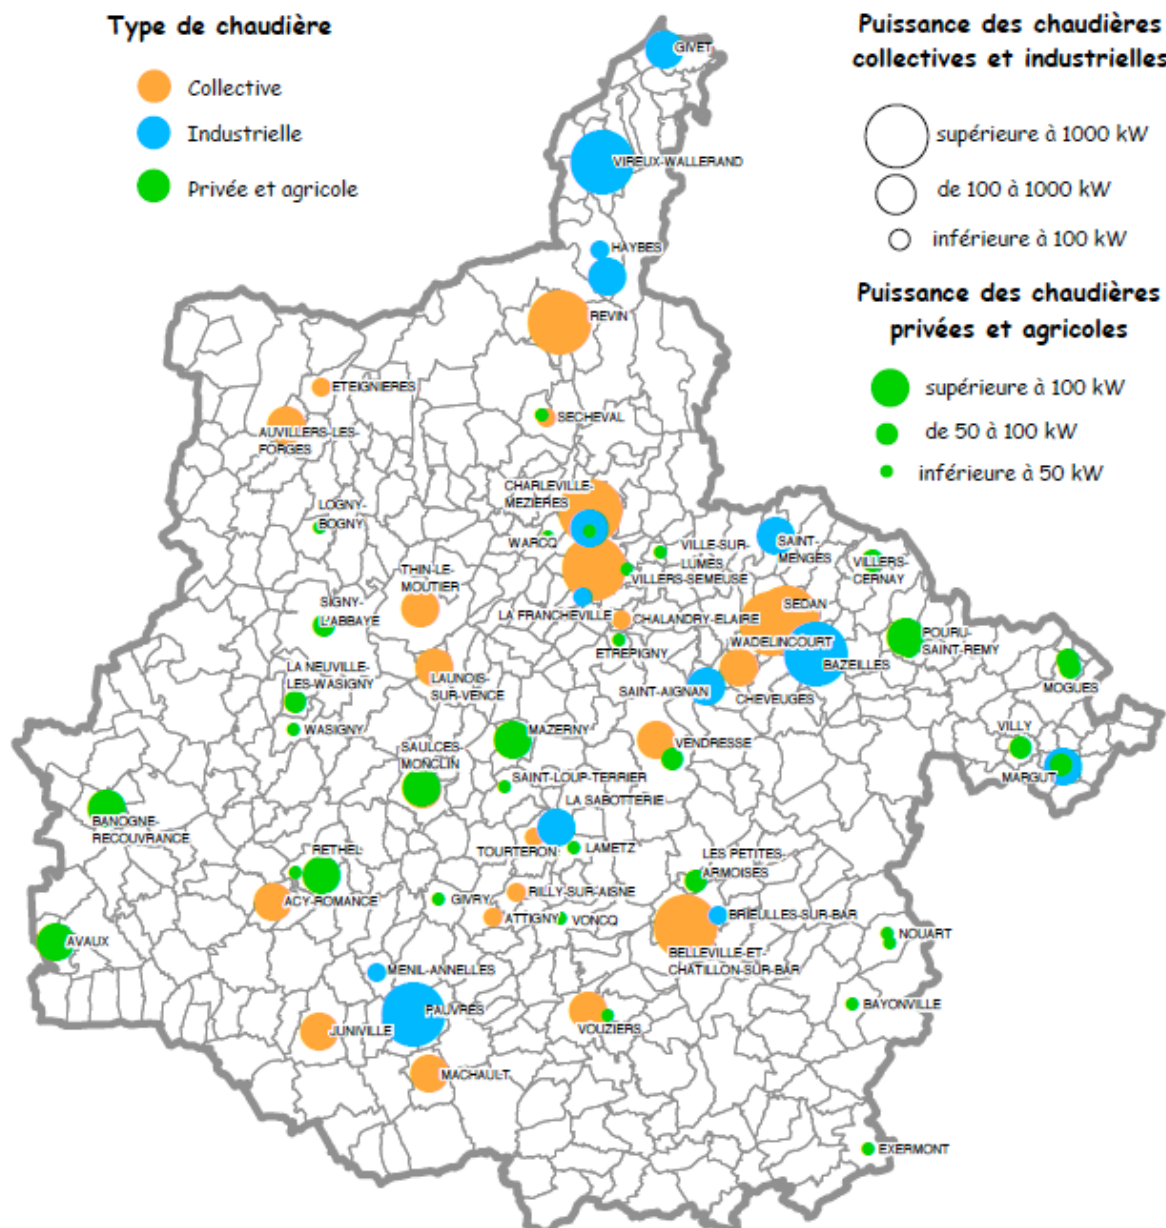 Type de chaudière
Collective
Industrielle
Privée et agricole
Puissance des chaudières
collectives et industrielles
supérieure à 1000 kW
de 100 à 1000 kW
inférieure à 100 kW
Puissance des chaudières
privées et agricoles
supérieure à 100 kW
de 50 à 100 kW
inférieure à 50 kW
GIVET
VIREUX-WALLERAND
HAYBES
REVIN
ETEIGNIERES
AUVILLERS-LES-
FORGES
SECHEVAL
CHARLEVILLE-
MEZIERES
LOGNY-
BOGNY
WARCQ
VILLE-SUR-
LUMES
VILLERS-SEMEUSE
SAINT-
MENGES
VILLERS-
CERNAY
THIN-LE-
MOUTIER
SIGNY-
L'ABBAYE
LA FRANCHEVILLE
CHALANDRY-ELAIRE
SEDAN
WADELINCOURT
BAZEILLES
POURU-
SAINT-REMY
ETREPIGNY
LA NEUVILLE-
LES-WASIGNY
LAUNOIS-
SUR-VENCE
SAINT-AIGNAN
CHEVEUGES
MOGUES
WASIGNY
MAZERNY
VENDRESSE
VILLY
MARGUT
SAULCES-
MONCLIN
SAINT-LOUP-TERRIER
LA SABOTTERIE
BANOGNE-
RECOUVRANCE
TOURTERON
LAMETZ
RETHEL
LES PETITES-
ARMOISES
ACY-ROMANCE
GIVRY
RILLY-SUR-AISNE
ATTIGNY
VONCQ
BRIEULLES-SUR-BAR
AVAUX
NOUART
BELLEVILLE-ET-
CHATILLON-SUR-BAR
MENIL-ANNELLES
PAUVRES
BAYONVILLE
JUNIVILLE
VOUZIERS
MACHAULT
EXERMONT